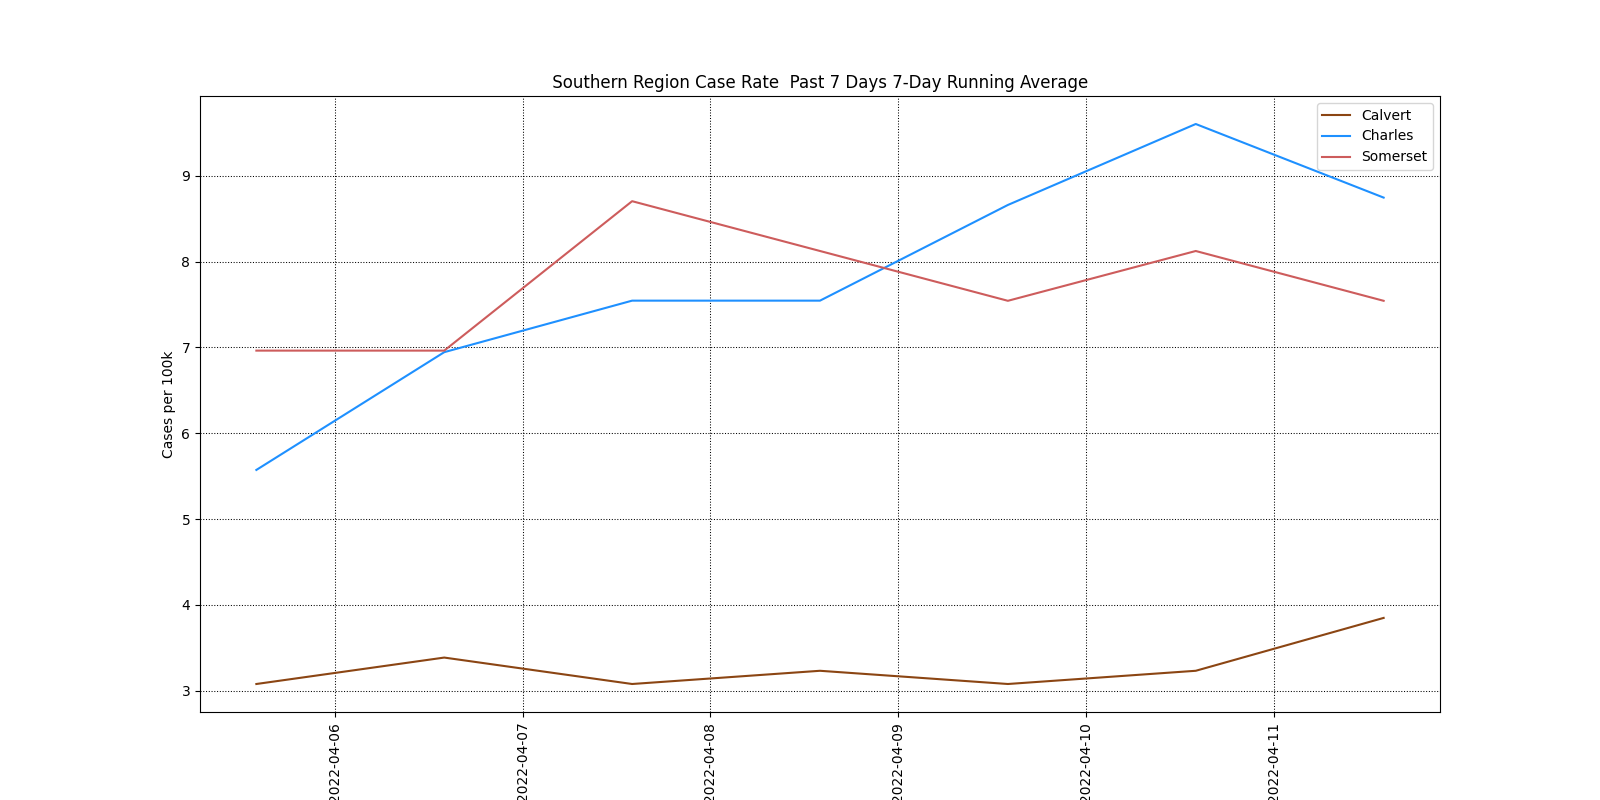 Southern Region Case Rate  Past 7 Days 7-Day Running Average
Calvert
Charles
Somerset
Cases per 100k
9
8
7
6
5
4
3
2022-04-06
2022-04-07
2022-04-08
2022-04-09
2022-04-10
2022-04-11